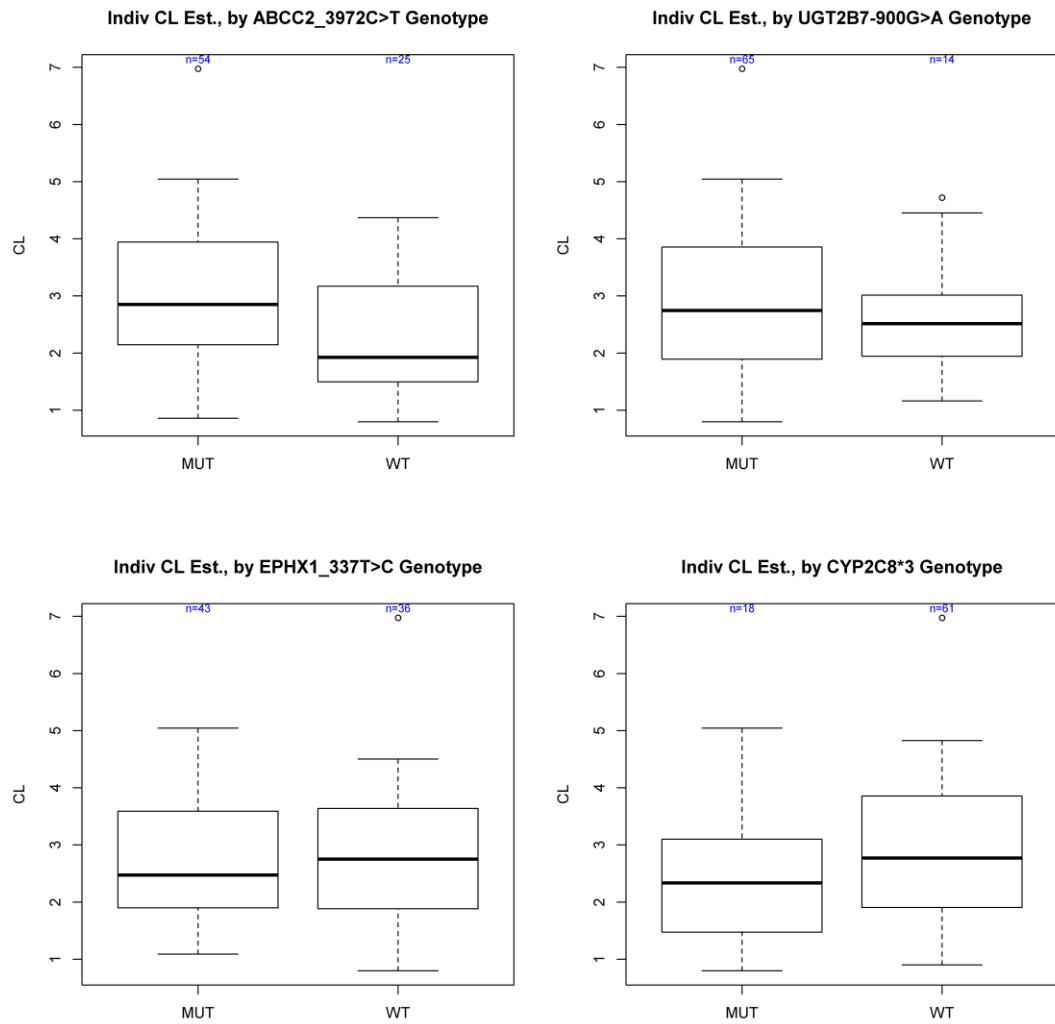 Indiv CL Est., by ABCC2_3972C>T Genotype
n=54 n=25
7
6
5
4
3
2
1
CL
MUT WT
Indiv CL Est., by UGT2B7-900G>A Genotype
n=65 n=14
7
6
5
4
3
2
1
CL
MUT WT
Indiv CL Est., by EPHX1_337T>C Genotype
n=43 n=36
7
6
5
4
3
2
1
CL
MUT WT
Indiv CL Est., by CYP2C8*3 Genotype
n=18 n=61
7
6
5
4
3
2
1
CL
MUT WT